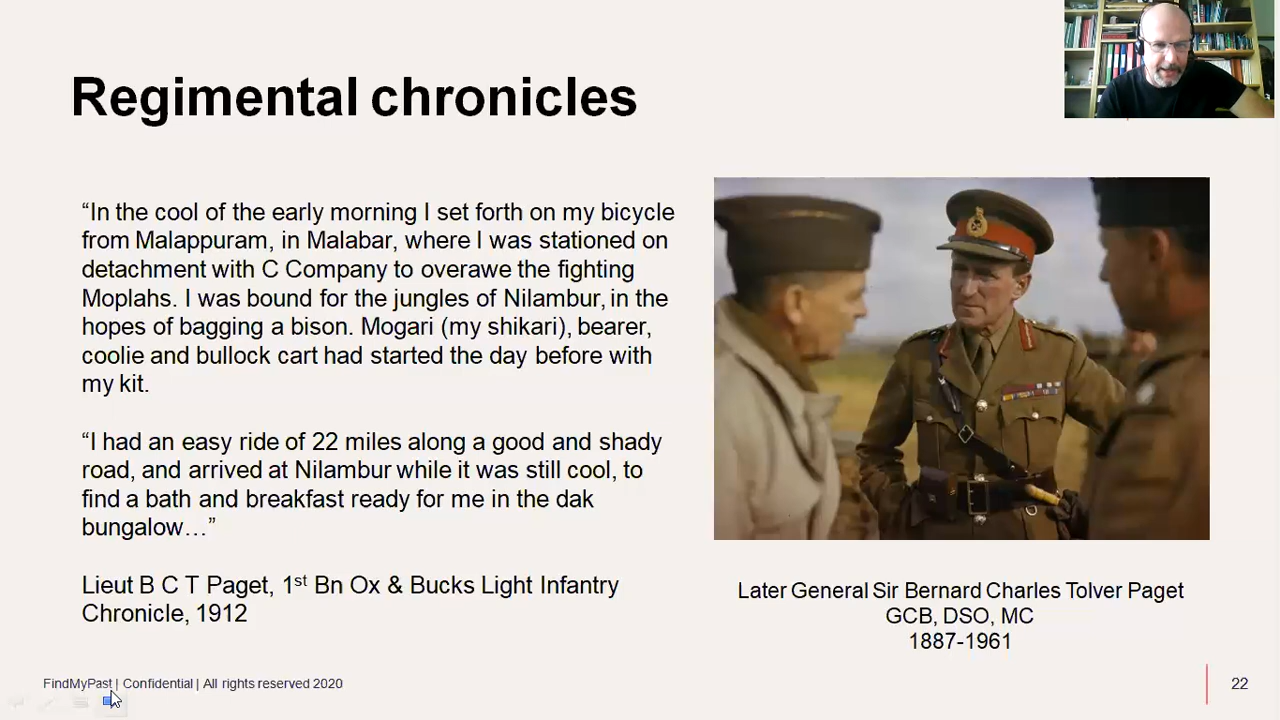 Regimental chronicles
“In the cool of the early morning I set forth on my bicycle
from Malappuram, in Malabar, where I was stationed on
detachment with C Company to overawe the fighting
Moplahs. I was bound for the jungles of Nilambur, in the
hopes of bagging a bison. Mogari (my shikari), bearer,
coolie and bullock cart had started the day before with
my kit.
“I had an easy ride of 22 miles along a good and shady
road, and arrived at Nilambur while it was still cool, to
find a bath and breakfast ready for me in the dak
bungalow…”
Lieut B C T Paget, 1st Bn Ox & Bucks Light Infantry
Chronicle, 1912
Later General Sir Bernard Charles Tolver Paget
GCB, DSO, MC
1887-1961
FindMyPast | Confidential | All rights reserved 2020
22